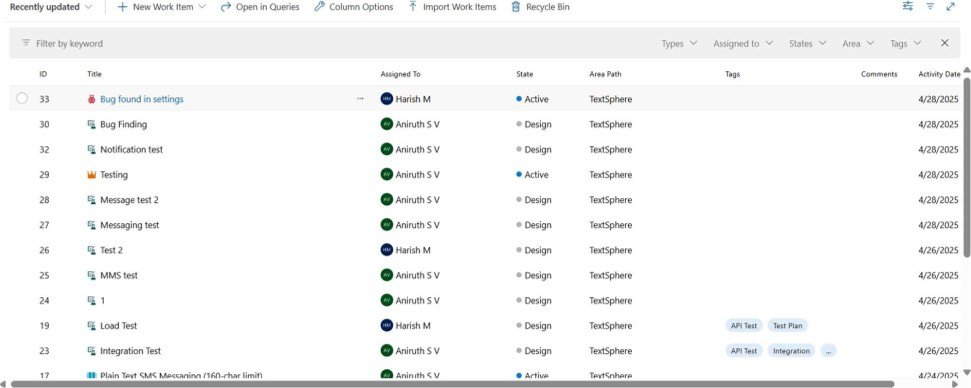 Recently updated New Work Item Open in Queries Column Options Import Work Items Recycle Bin
Filter by keyword Types Assigned to States Area Tags
ID Title Assigned To State Area Path Tags Comments Activity Date
33 Bug found in settings ... HM Harish M Active TextSphere 4/28/2025
30 Bug Finding AV Aniruth S V Design TextSphere 4/28/2025
32 Notification test AV Aniruth S V Design TextSphere 4/28/2025
29 Testing AV Aniruth S V Active TextSphere 4/28/2025
28 Message test 2 AV Aniruth S V Design TextSphere 4/28/2025
27 Messaging test AV Aniruth S V Design TextSphere 4/28/2025
26 Test 2 HM Harish M Design TextSphere 4/26/2025
25 MMS test AV Aniruth S V Design TextSphere 4/26/2025
24 1 AV Aniruth S V Design TextSphere 4/26/2025
19 Load Test HM Harish M Design TextSphere API Test Test Plan 4/26/2025
23 Integration Test AV Aniruth S V Design TextSphere API Test Integration ... 4/26/2025
17 Plain Text SMS Messaging (160-char limit) AV Aniruth S V Active TextSphere 4/24/2025